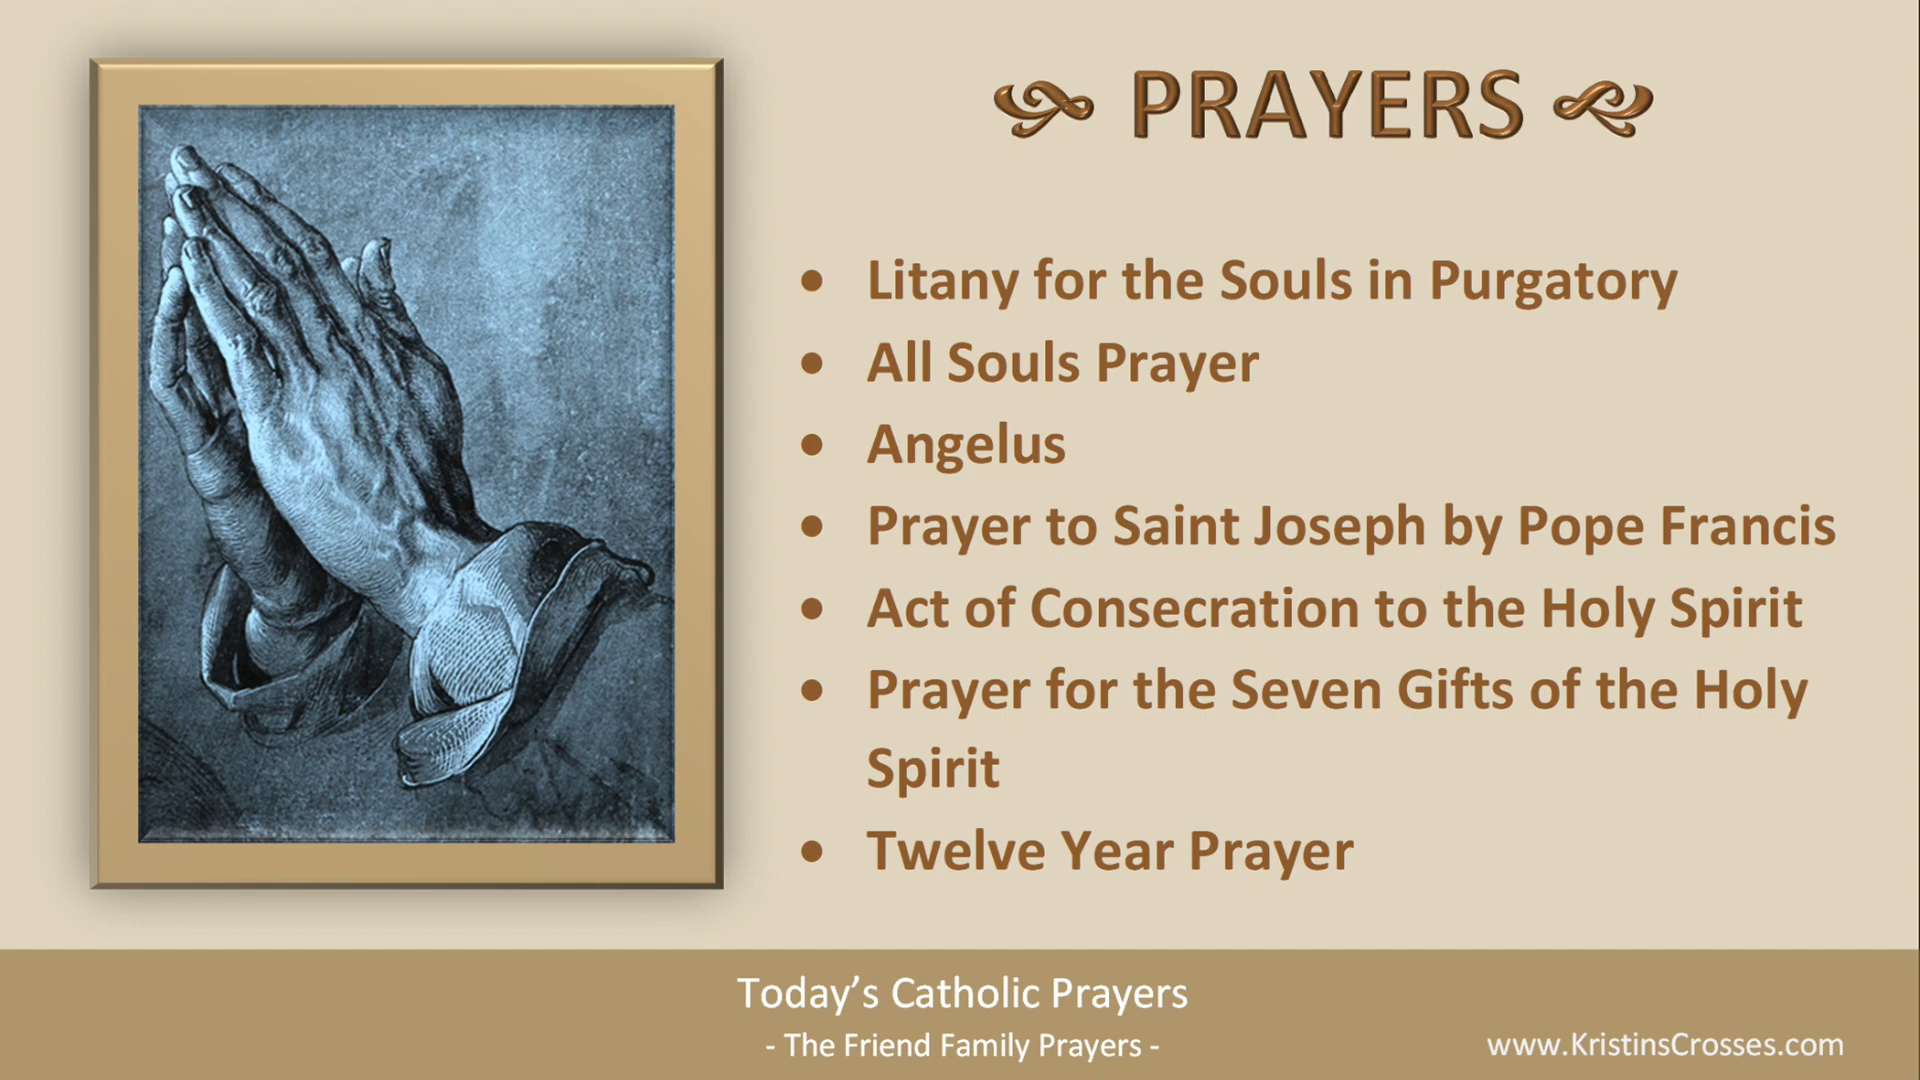 PRAYERS
• Litany for the Souls in Purgatory
• All Souls Prayer
• Angelus
• Prayer to Saint Joseph by Pope Francis
• Act of Consecration to the Holy Spirit
• Prayer for the Seven Gifts of the Holy
Spirit
• Twelve Year Prayer
Today’s Catholic Prayers
- The Friend Family Prayers -
www.KristinsCrosses.com